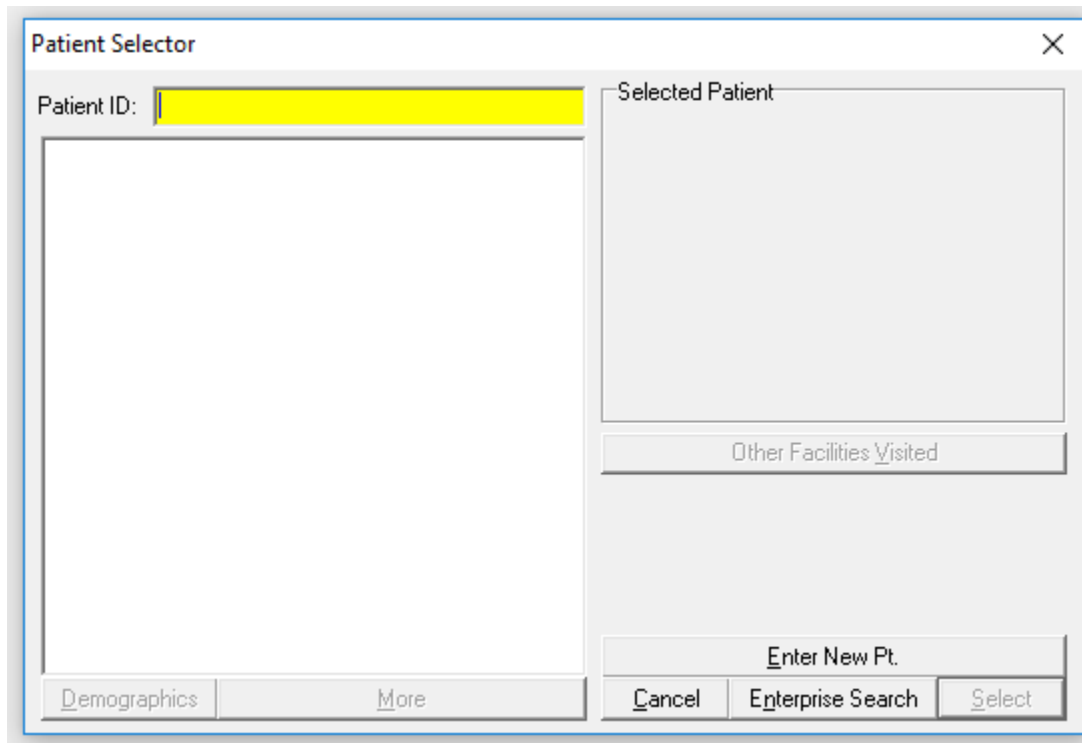 Patient Selector
Patient ID:
Selected Patient
Other Facilities Visited
Enter New Pt.
Demographics More Cancel Enterprise Search Select